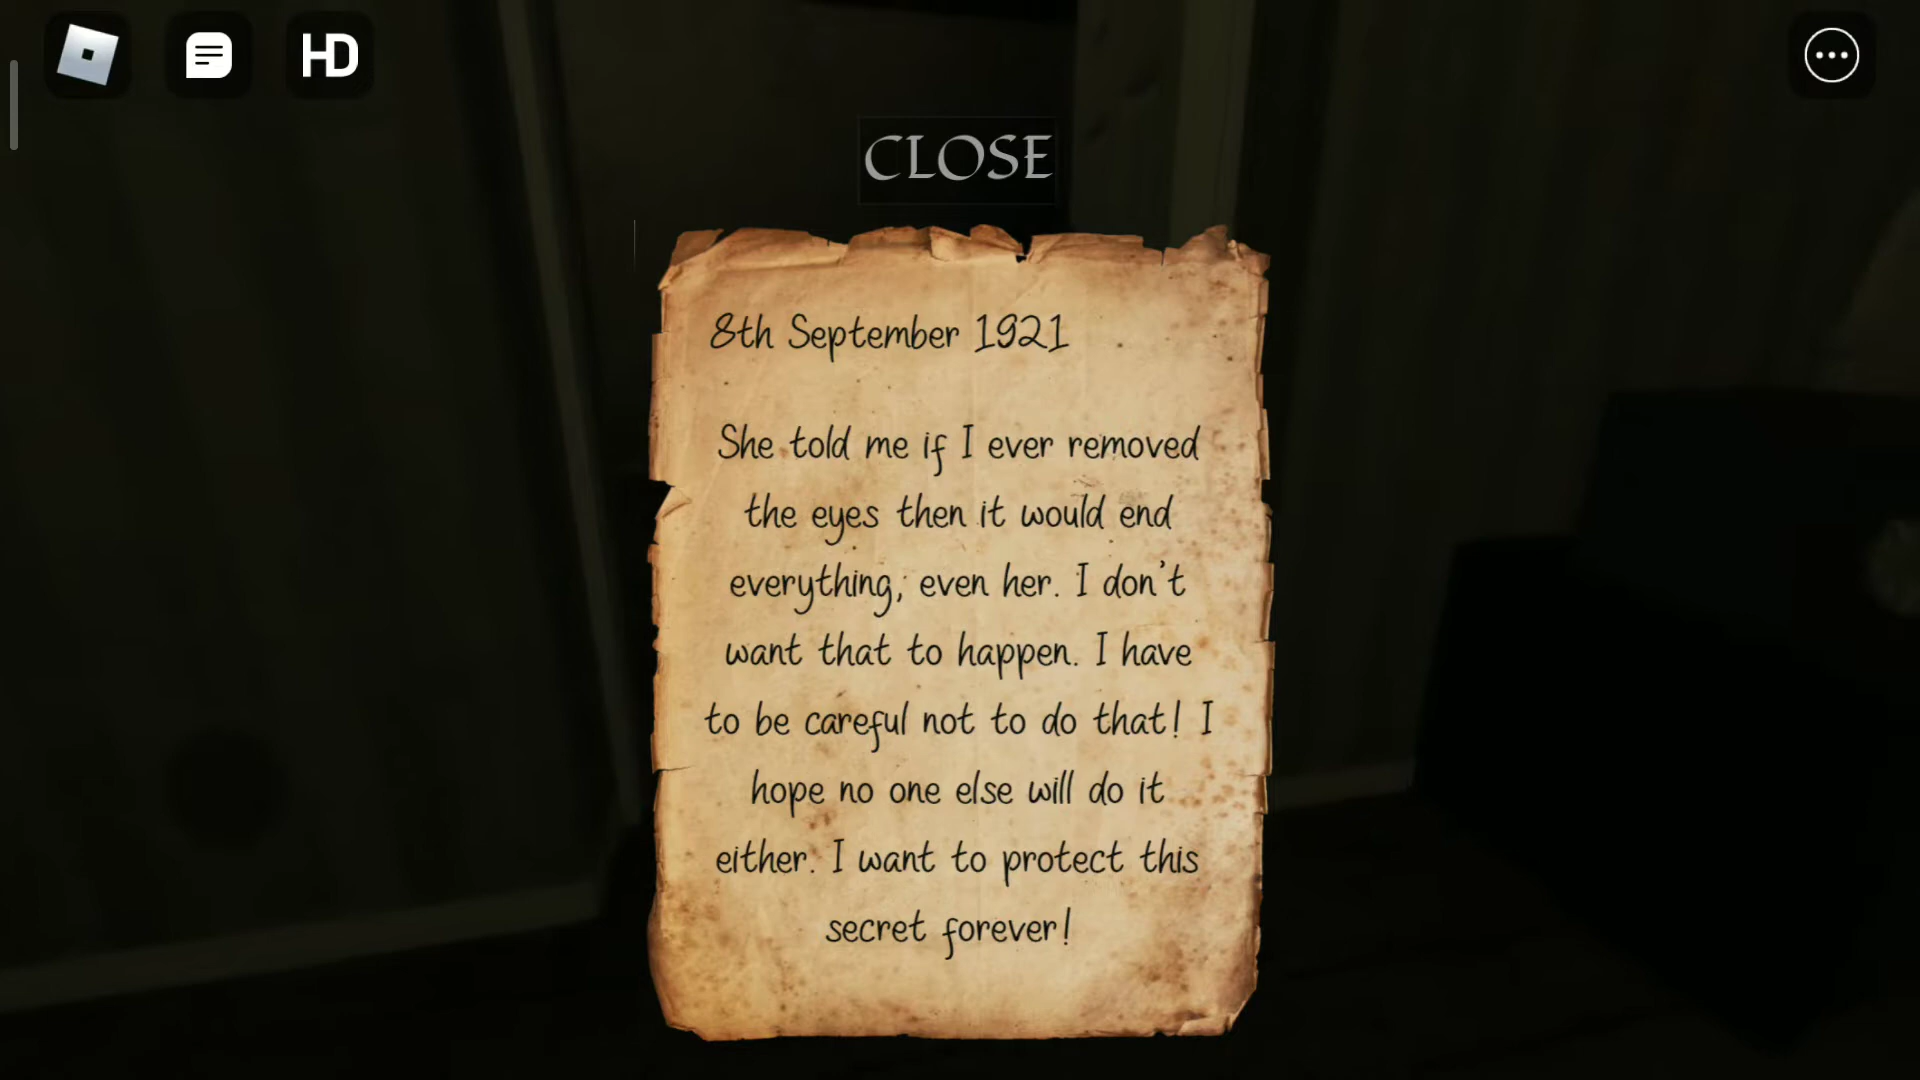 HD
CLOSE
8th September 1921
She told me if I ever removed
the eyes then it would end
everything; even her. I don't
want that to happen. I have
to be careful not to do that! I
hope no one else will do it
either. I want to protect this
secret forever!